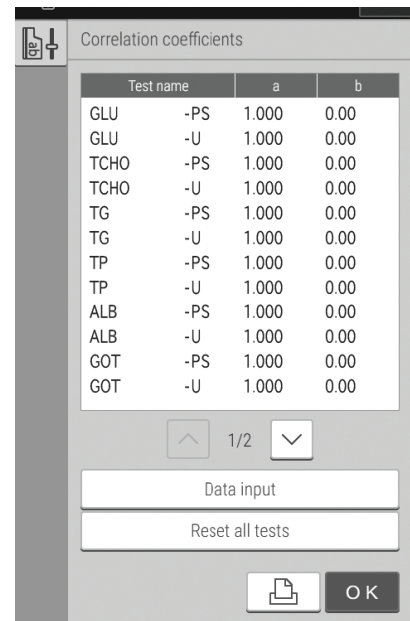 ab
Correlation coefficients
Test name a b
GLU -PS 1.000 0.00
GLU -U 1.000 0.00
TCHO -PS 1.000 0.00
TCHO -U 1.000 0.00
TG -PS 1.000 0.00
TG -U 1.000 0.00
TP -PS 1.000 0.00
TP -U 1.000 0.00
ALB -PS 1.000 0.00
ALB -U 1.000 0.00
GOT -PS 1.000 0.00
GOT -U 1.000 0.00
1/2
Data input
Reset all tests
OK